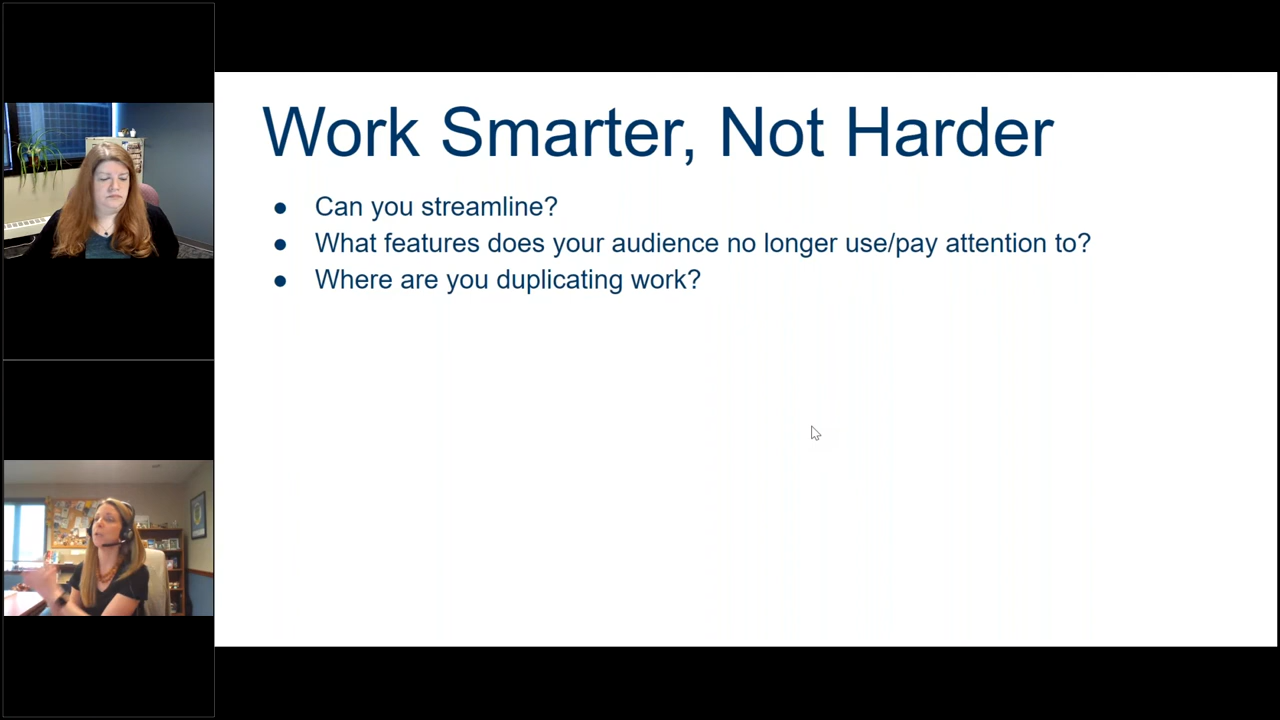 Work Smarter, Not Harder
● Can you streamline?
● What features does your audience no longer use/pay attention to?
● Where are you duplicating work?